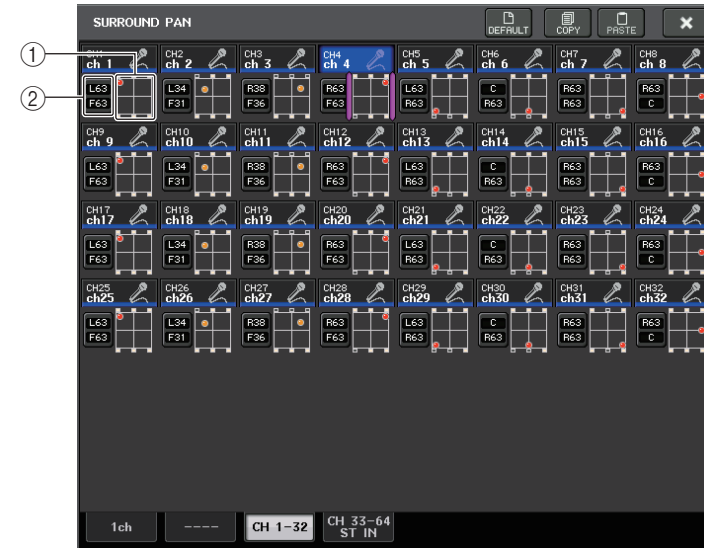 SURROUND PAN DEFAULT COPY PASTE
①
②
CH1 CH2 CH3 CH4 CH5 CH6 CH7 CH8
ch 1 ch 2 ch 3 ch 4 ch 5 ch 6 ch 7 ch 8
L63 L34 R38 R63 L63 C R63 R63
F63 F31 F36 F63 R63 R63 R63 C
CH9 CH10 CH11 CH12 CH13 CH14 CH15 CH16
ch 9 ch10 ch11 ch12 ch13 ch14 ch15 ch16
L63 L34 R38 R63 L63 C R63 R63
F63 F31 F36 F63 R63 R63 R63 C
CH17 CH18 CH19 CH20 CH21 CH22 CH23 CH24
ch17 ch18 ch19 ch20 ch21 ch22 ch23 ch24
L63 L34 R38 R63 L63 C R63 R63
F63 F31 F36 F63 R63 R63 R63 C
CH25 CH26 CH27 CH28 CH29 CH30 CH31 CH32
ch25 ch26 ch27 ch28 ch29 ch30 ch31 ch32
L63 L34 R38 R63 L63 C R63 R63
F63 F31 F36 F63 R63 R63 R63 C
1ch ---- CH 1-32 CH 33-64
ST IN